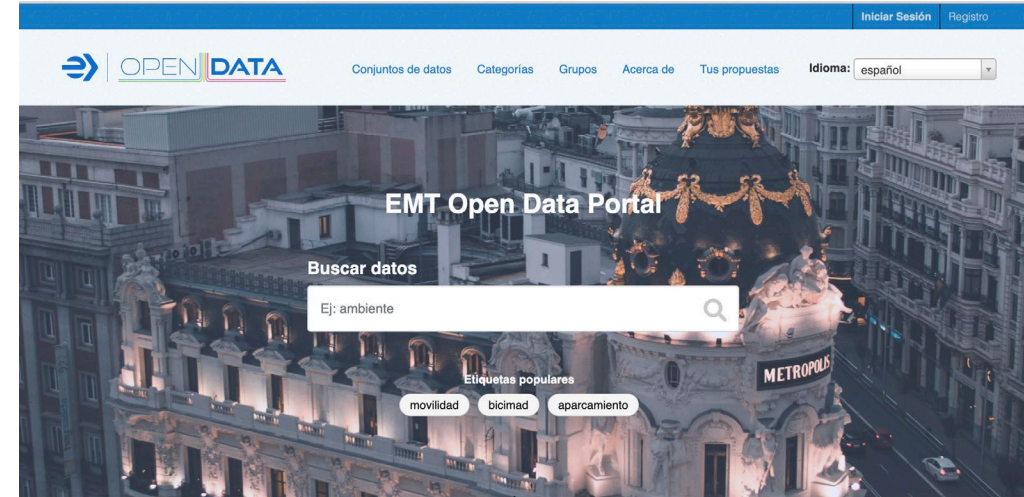 Iniciar Sesión Registro
OPEN DATA
Conjuntos de datos Categorías Grupos Acerca de Tus propuestas Idioma: español
EMT Open Data Portal
Buscar datos
Ej: ambiente
METROPOLIS
Etiquetas populares
movilidad bicimad aparcamiento